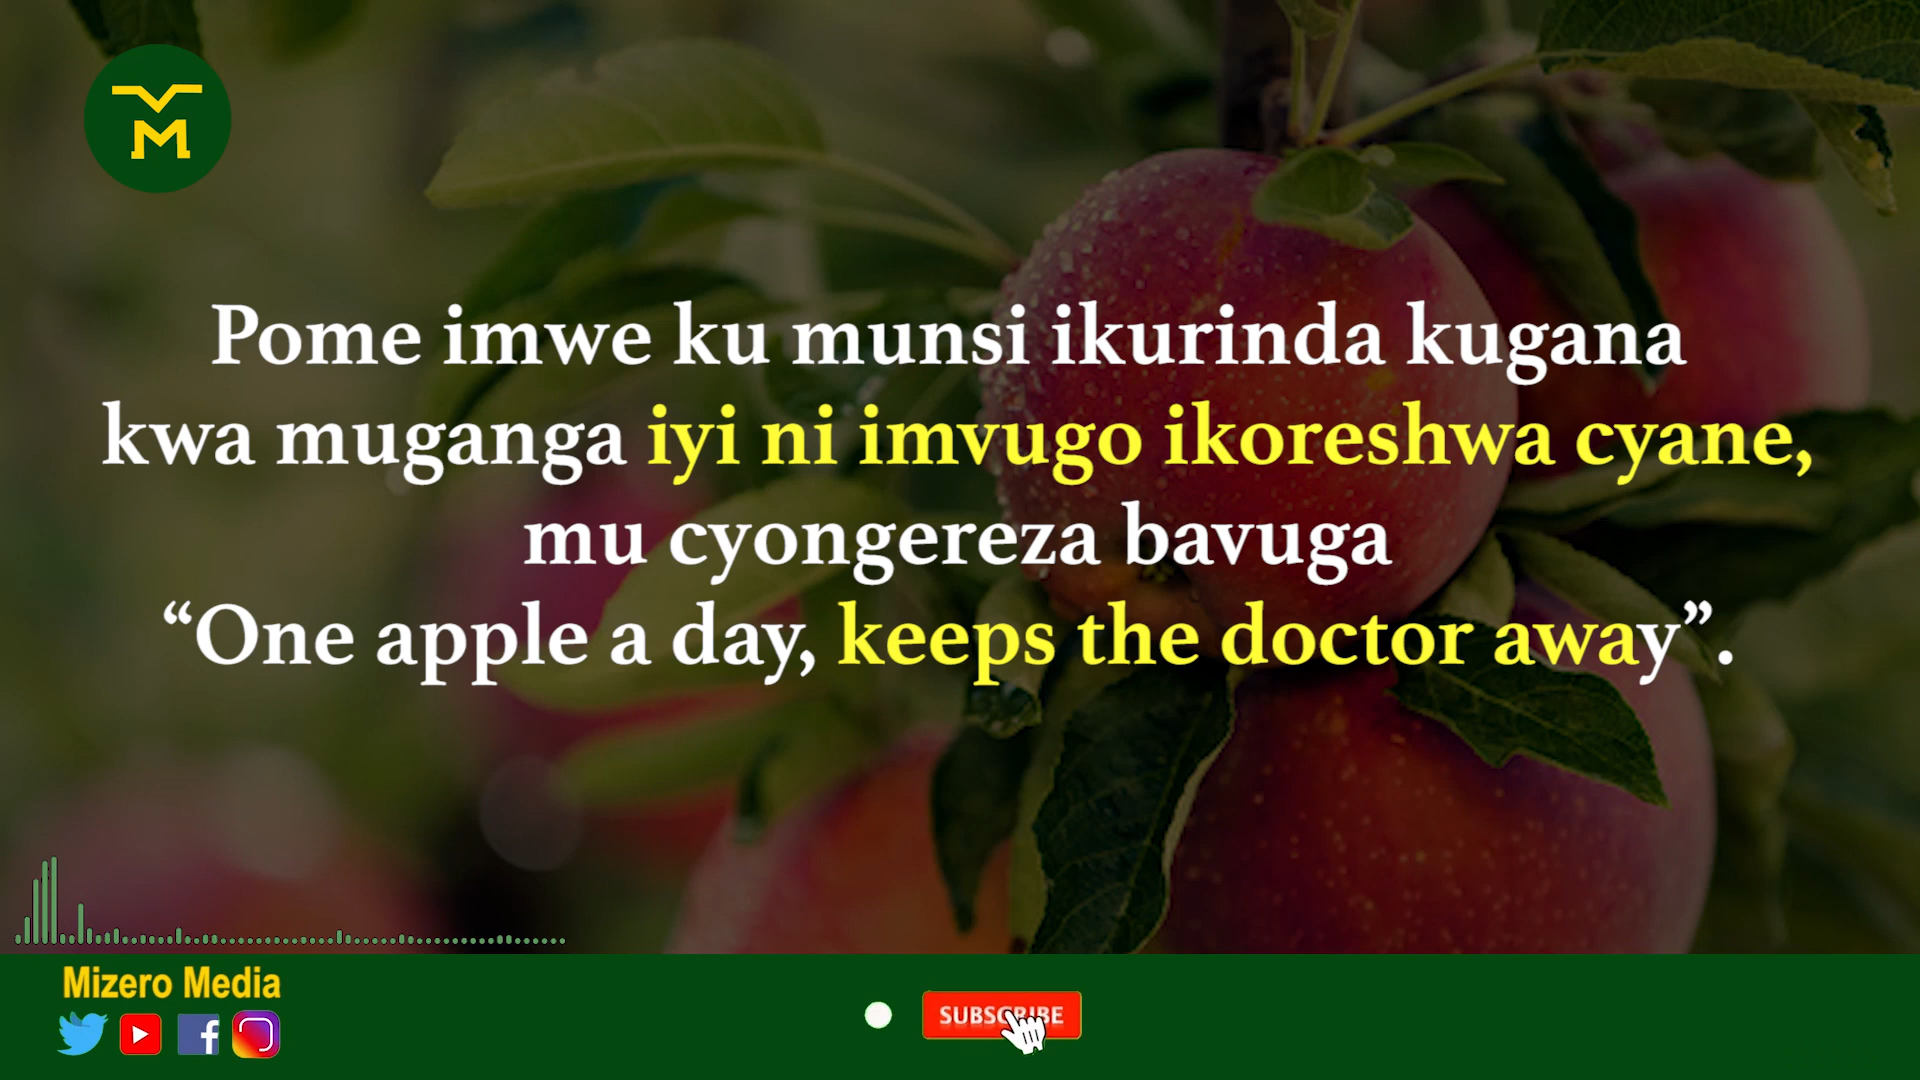 Pome imwe ku munsi ikurinda kugana
kwa muganga iyi ni imvugo ikoreshwa cyane,
mu cyongereza bavuga
“One apple a day, keeps the doctor away”.
Mizero Media
SUBSCRIBE